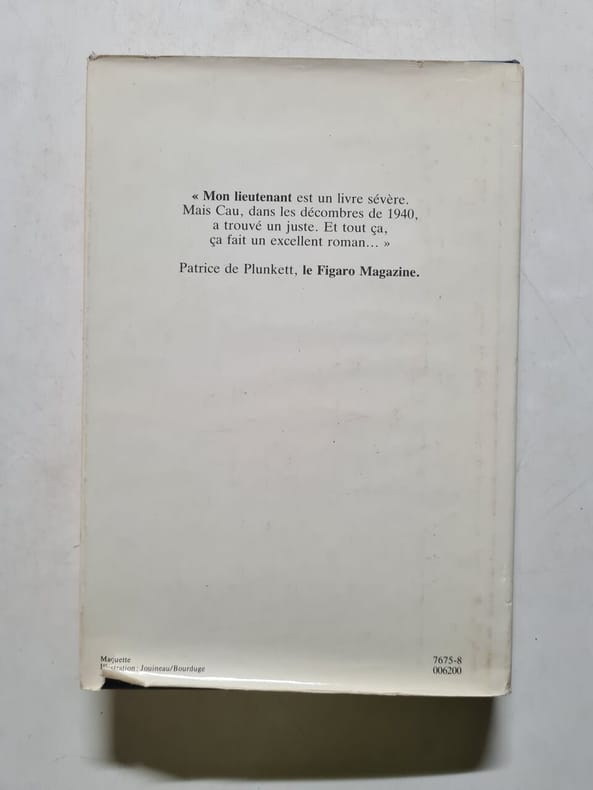 « Mon lieutenant est un livre sévère.
Mais Cau, dans les décombres de 1940,
a trouvé un juste. Et tout ça,
ça fait un excellent roman... »
Patrice de Plunkett, le Figaro Magazine.
Maquette
Illustration: Jouineau/Bourduge
7675-8
006200